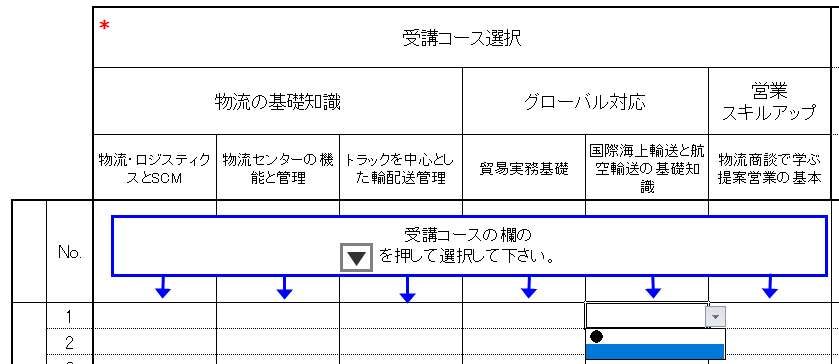 *
受講コース選択
物流の基礎知識
グローバル対応
営業
スキルアップ
物流・ロジスティク
スとSCM
物流センターの機
能と管理
トラックを中心とし
た輸配送管理
貿易実務基礎
国際海上輸送と航
空輸送の基礎知
識
物流商談で学ぶ
提案営業の基本
No.
受講コースの欄の
▼ を押して選択して下さい。
1
●
2